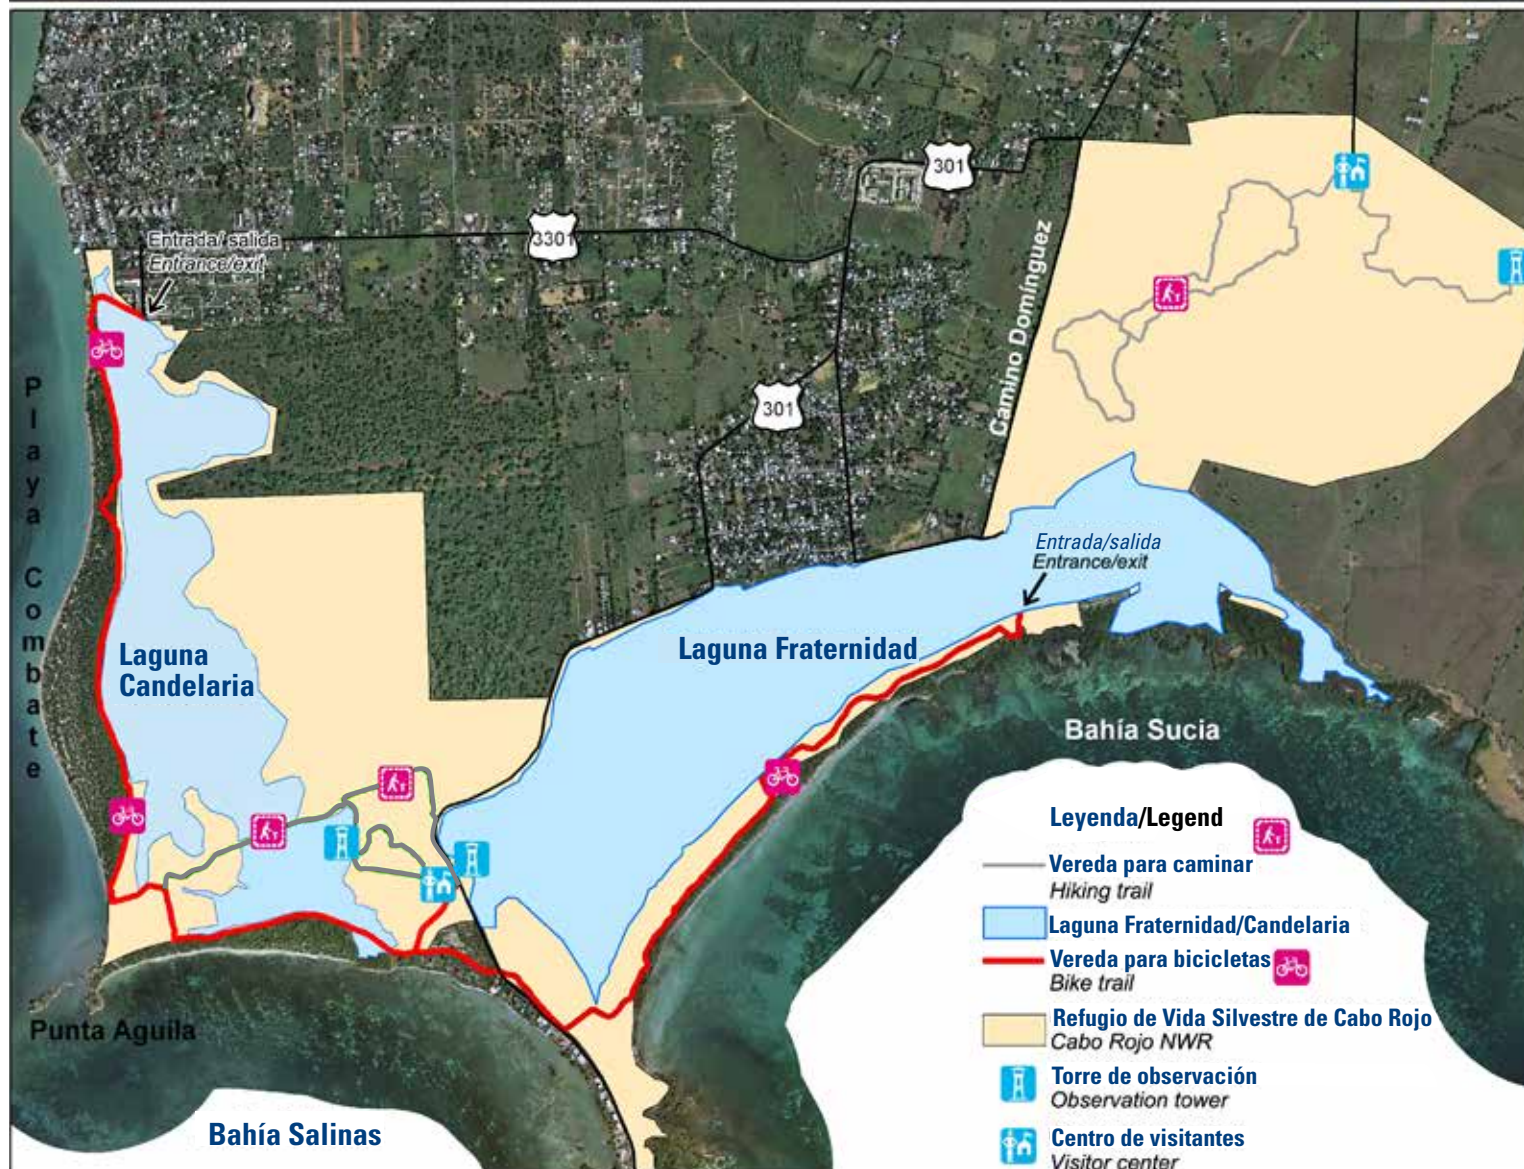 301
3301
Entrada/ salida
Entrance/exit
Camino Domínguez
301
Playa Combate
Entrada/salida
Entrance/exit
Laguna Fraternidad
Laguna
Candelaria
Bahía Sucia
Leyenda/Legend
Vereda para caminar
Hiking trail
Laguna Fraternidad/Candelaria
Vereda para bicicletas
Bike trail
Refugio de Vida Silvestre de Cabo Rojo
Cabo Rojo NWR
Punta Aguila
Torre de observación
Observation tower
Bahía Salinas
Centro de visitantes
Visitor center